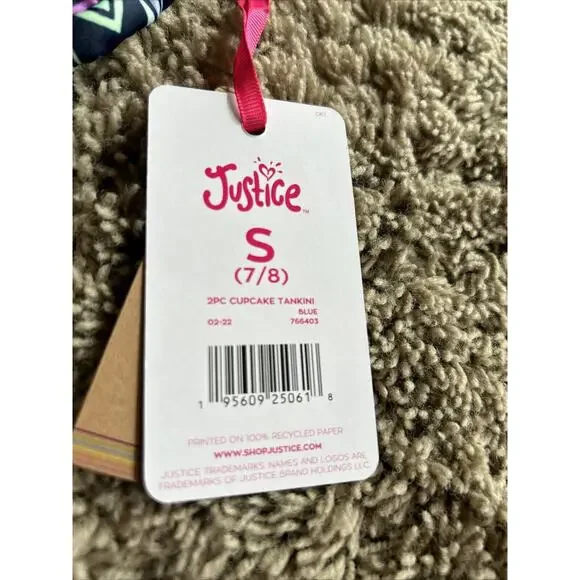 Justice™
S
(7/8)
2PC CUPCAKE TANKINI
BLUE
02-22 766403
1 95609 25061 8
PRINTED ON 100% RECYCLED PAPER
WWW.SHOPJUSTICE.COM
JUSTICE TRADEMARKS NAMES AND LOGOS ARE
TRADEMARKS OF JUSTICE BRAND HOLDINGS LLC.